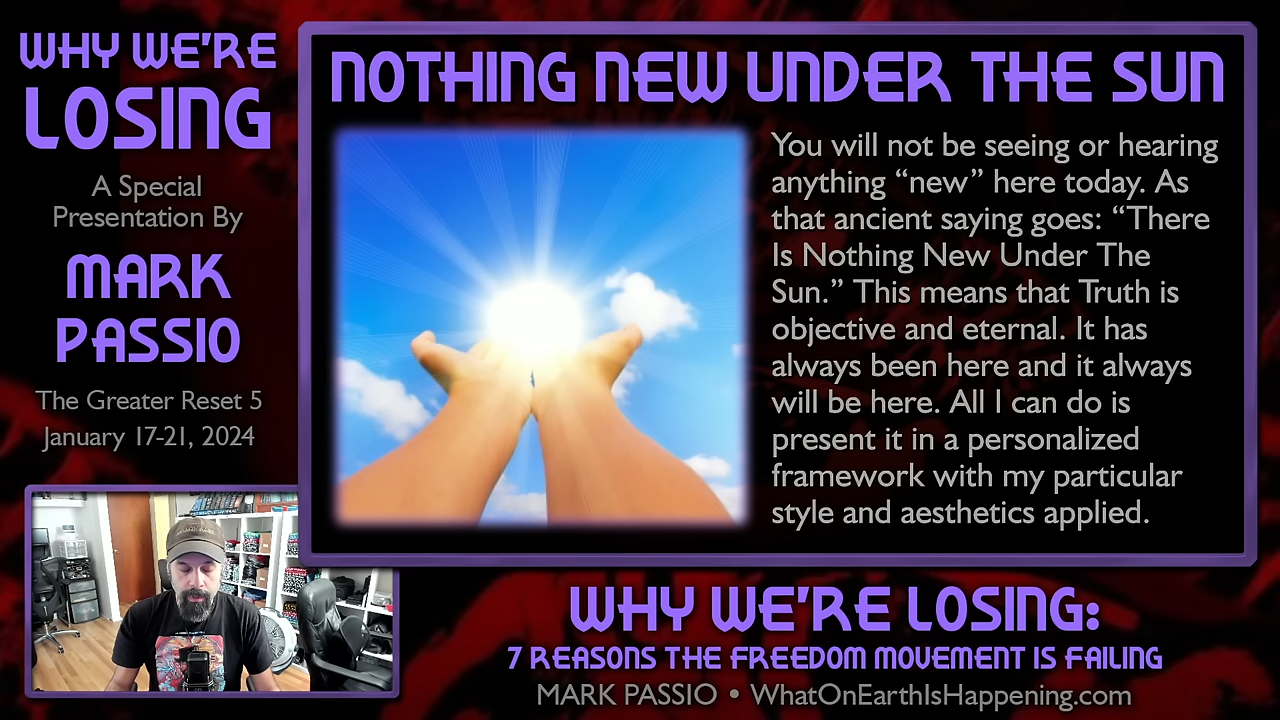 WHY WE'RE
LOSING
A Special
Presentation By
MARK
PASSIO
The Greater Reset 5
January 17-21, 2024
NOTHING NEW UNDER THE SUN
You will not be seeing or hearing
anything “new” here today. As
that ancient saying goes: “There
Is Nothing New Under The
Sun.” This means that Truth is
objective and eternal. It has
always been here and it always
will be here. All I can do is
present it in a personalized
framework with my particular
style and aesthetics applied.
WHY WE'RE LOSING:
7 REASONS THE FREEDOM MOVEMENT IS FAILING
MARK PASSIO • WhatOnEarthIsHappening.com